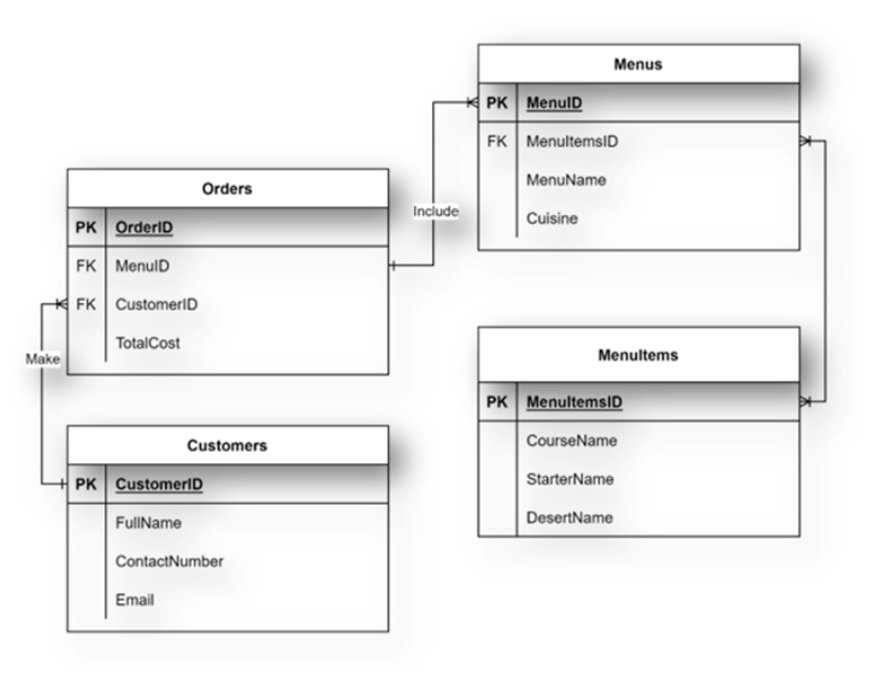 Menus
PK MenuID
FK MenuItemsID
MenuName
Cuisine
Include
Orders
PK OrderID
FK MenuID
FK CustomerID
TotalCost
Make
MenuItems
PK MenuItemsID
CourseName
StarterName
DesertName
Customers
PK CustomerID
FullName
ContactNumber
Email